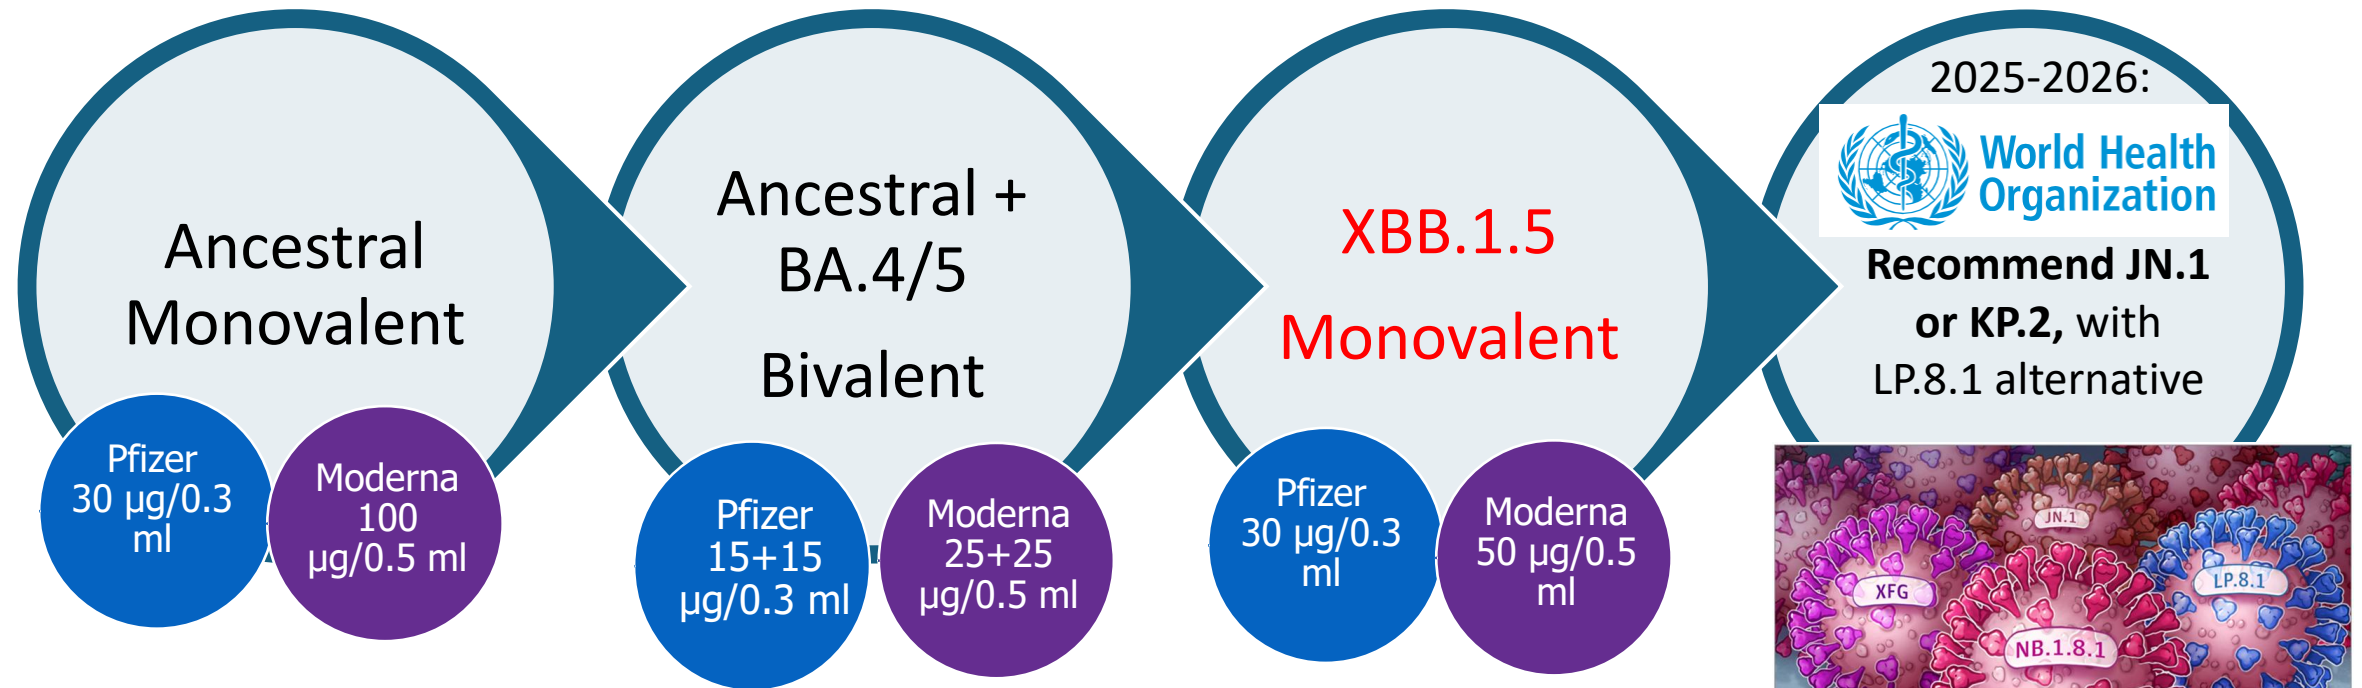 Ancestral
Monovalent
Pfizer
30 µg/0.3
ml
Moderna
100
µg/0.5 ml
Ancestral +
BA.4/5
Bivalent
Pfizer
15+15
µg/0.3 ml
Moderna
25+25
µg/0.5 ml
XBB.1.5
Monovalent
Pfizer
30 µg/0.3
ml
Moderna
50 µg/0.5
ml
2025-2026:
World Health
Organization
Recommend JN.1
or KP.2, with
LP.8.1 alternative
JN.1
XFG
LP.8.1
NB.1.8.1